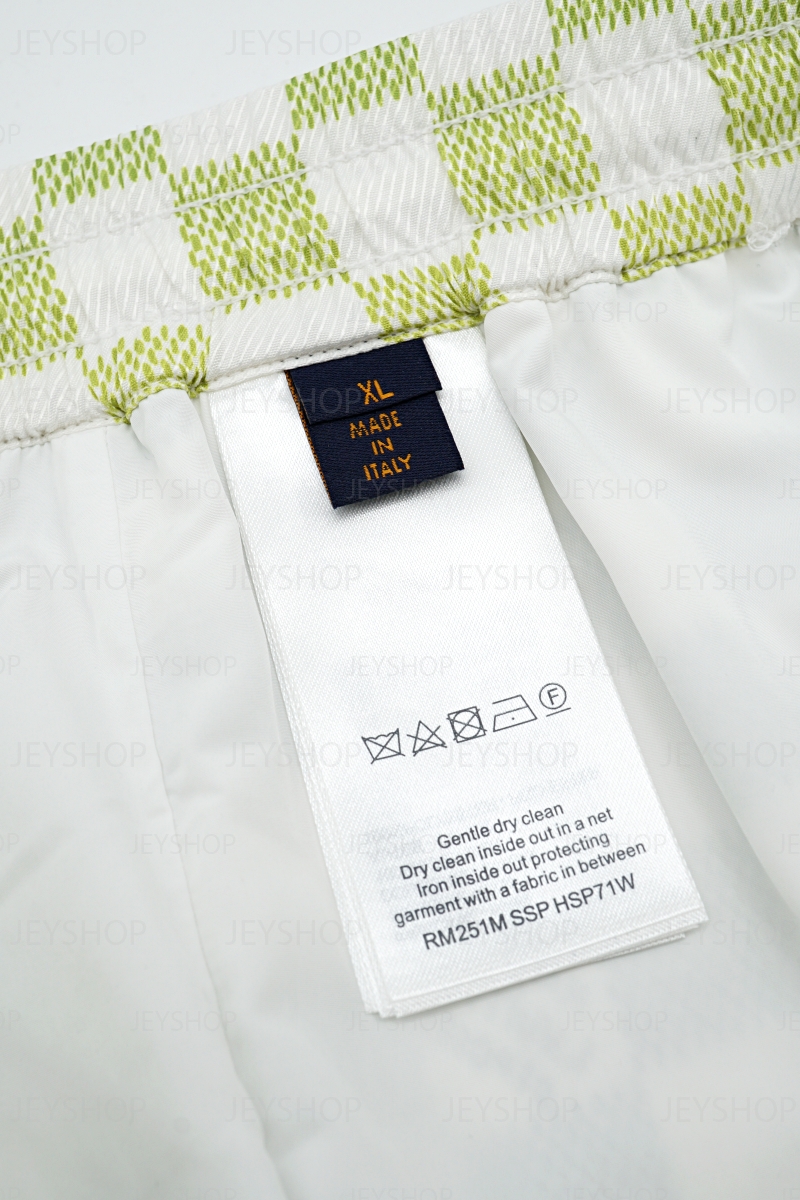 XL
MADE
IN
ITALY
F
Gentle dry clean
Dry clean inside out in a net
Iron inside out protecting
garment with a fabric in between
RM251M SSP HSP71W
JEYSHOP